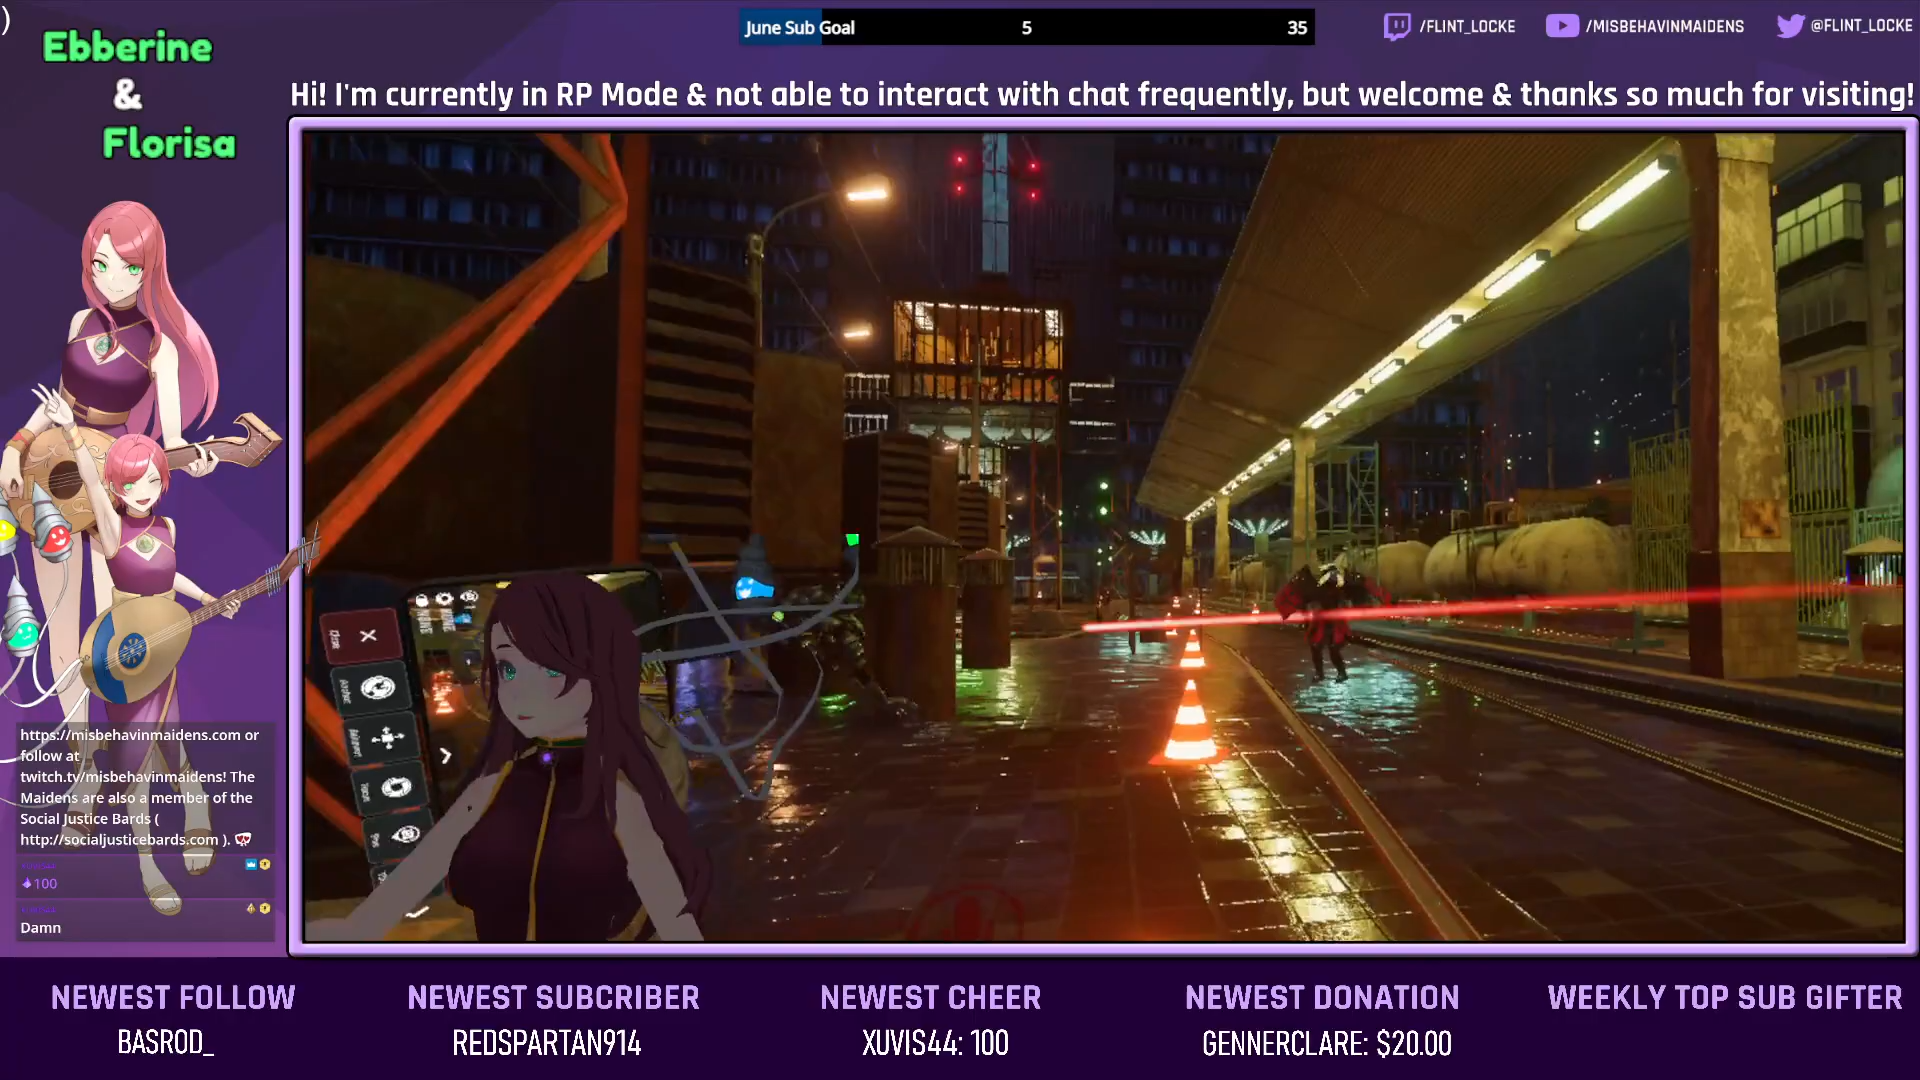 )
Ebberine
&
Florisa
June Sub Goal 5 35
/FLINT_LOCKE /MISBEHAVINMAIDENS @FLINT_LOCKE
Hi! I'm currently in RP Mode & not able to interact with chat frequently, but welcome & thanks so much for visiting!
https://misbehavinmaidens.com or
follow at
twitch.tv/misbehavinmaidens! The
Maidens are also a member of the
Social Justice Bards (
http://socialjusticebards.com ).
100
Damn
NEWEST FOLLOW
BASROD_
NEWEST SUBCRIBER
REDSPARTAN914
NEWEST CHEER
XUVIS44: 100
NEWEST DONATION
GENNERCLARE: $20.00
WEEKLY TOP SUB GIFTER